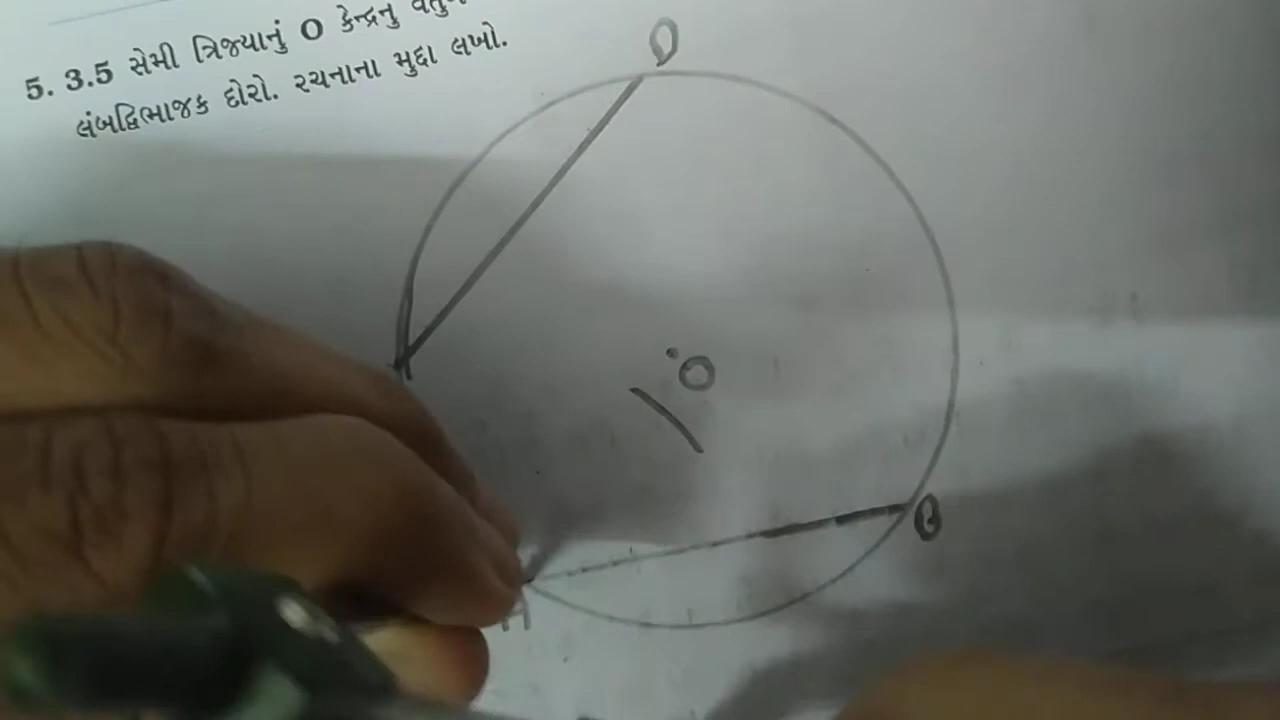 5. 3.5 સેમી ત્રિજ્યાનું O કેન્દ્રનું
લંબદ્વિભાજક દોરો. રચનાના મુદ્દા લખો.
O
B
A